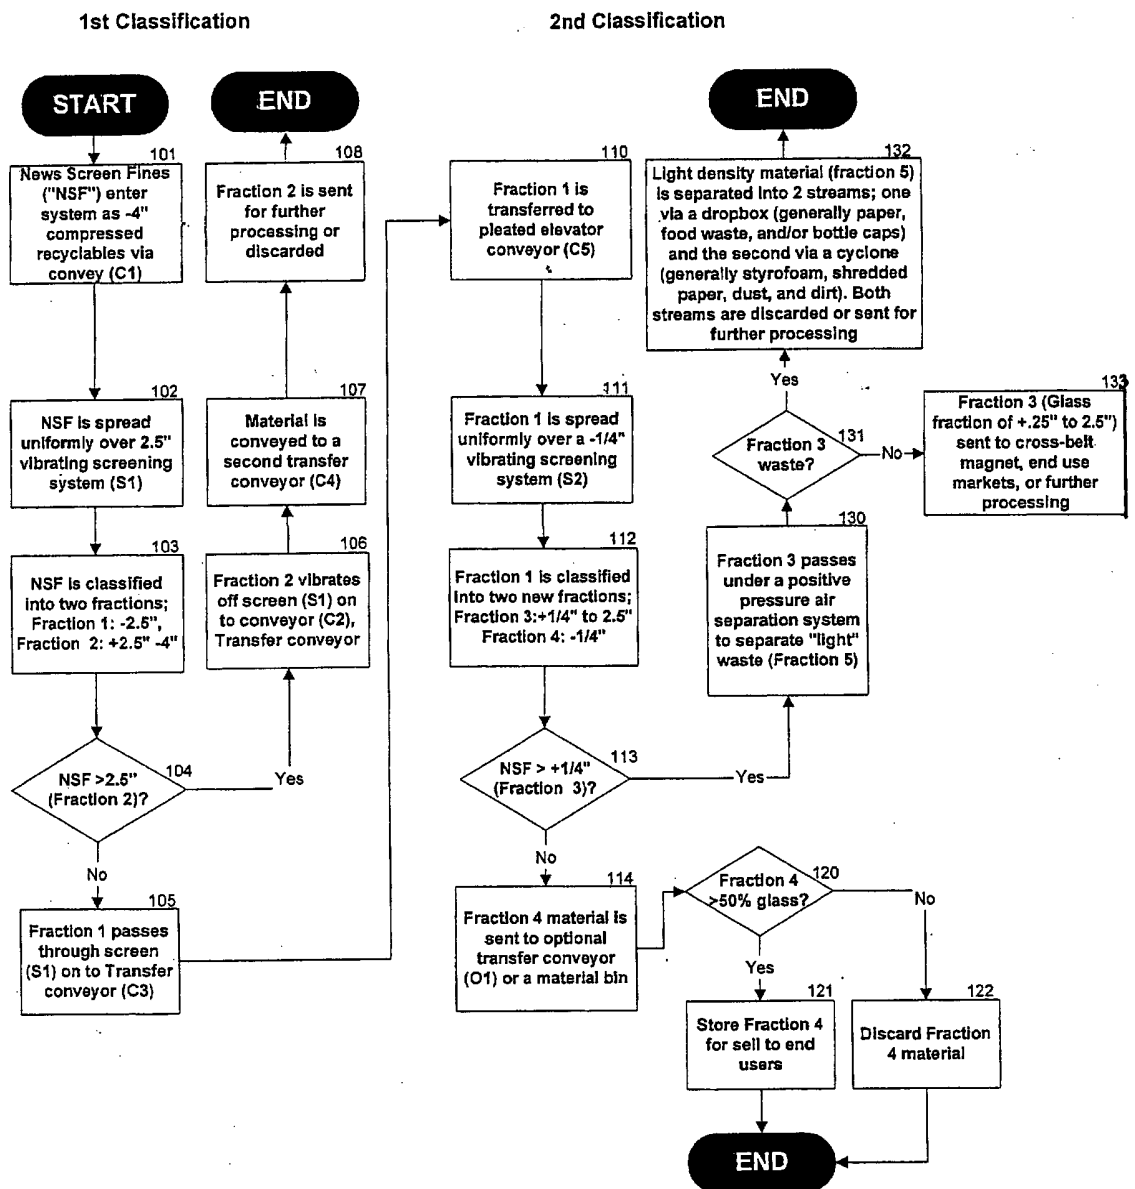 1st Classification
2nd Classification
START
END
END
101
News Screen Fines
("NSF") enter
system as -4"
compressed
recyclables via
convey (C1)
108
Fraction 2 is sent
for further
processing or
discarded
110
Fraction 1 is
transferred to
pleated elevator
conveyor (C5)
132
Light density material (fraction 5)
is separated into 2 streams; one
via a dropbox (generally paper,
food waste, and/or bottle caps)
and the second via a cyclone
(generally styrofoam, shredded
paper, dust, and dirt). Both
streams are discarded or sent for
further processing
102
NSF is spread
uniformly over 2.5"
vibrating screening
system (S1)
107
Material is
conveyed to a
second transfer
conveyor (C4)
111
Fraction 1 is spread
uniformly over a -1/4"
vibrating screening
system (S2)
Yes
131
Fraction 3
waste?
No
133
Fraction 3 (Glass
fraction of +.25" to 2.5")
sent to cross-belt
magnet, end use
markets, or further
processing
103
NSF is classified
into two fractions;
Fraction 1: -2.5",
Fraction 2: +2.5" -4"
106
Fraction 2 vibrates
off screen (S1) on
to conveyor (C2),
Transfer conveyor
112
Fraction 1 is classified
into two new fractions;
Fraction 3:+1/4" to 2.5"
Fraction 4: -1/4"
130
Fraction 3 passes
under a positive
pressure air
separation system
to separate "light"
waste (Fraction 5)
104
NSF >2.5"
(Fraction 2)?
Yes
No
113
NSF > +1/4"
(Fraction 3)?
Yes
No
105
Fraction 1 passes
through screen
(S1) on to Transfer
conveyor (C3)
114
Fraction 4 material is
sent to optional
transfer conveyor
(O1) or a material bin
120
Fraction 4
>50% glass?
No
Yes
121
Store Fraction 4
for sell to end
users
122
Discard Fraction
4 material
END